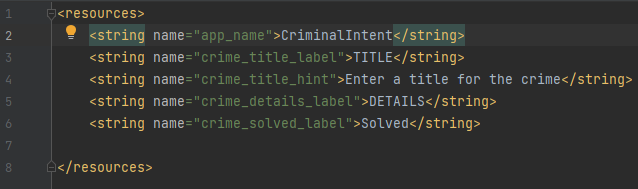 1 <resources>
2 <string name="app_name">CriminalIntent</string>
3 <string name="crime_title_label">TITLE</string>
4 <string name="crime_title_hint">Enter a title for the crime</string>
5 <string name="crime_details_label">DETAILS</string>
6 <string name="crime_solved_label">Solved</string>
7
8 </resources>